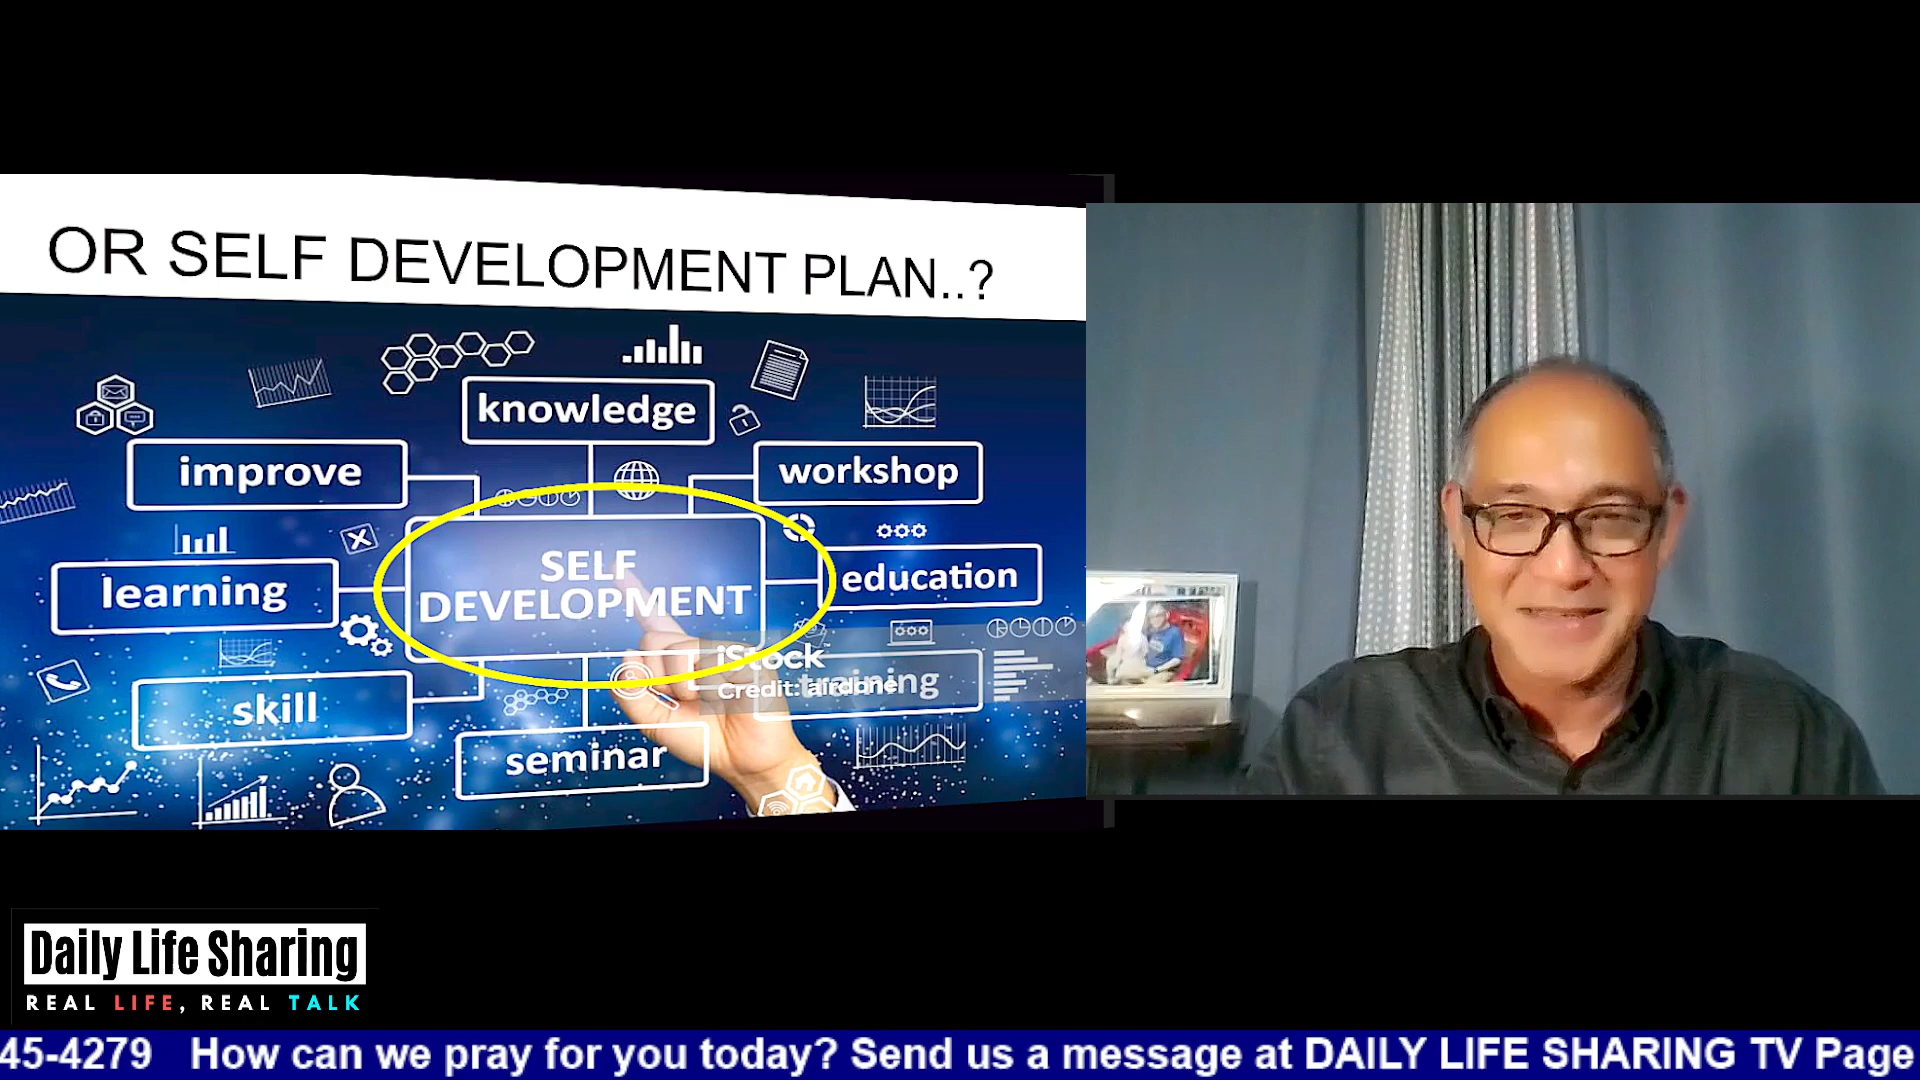 OR SELF DEVELOPMENT PLAN..?
knowledge
improve
workshop
SELF
DEVELOPMENT
learning
education
iStock
Credit: airdone
training
skill
seminar
Daily Life Sharing
REAL LIFE, REAL TALK
45-4279 How can we pray for you today? Send us a message at DAILY LIFE SHARING TV Page